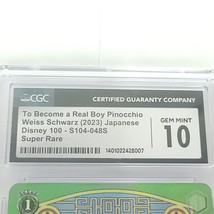 CGC
CERTIFIED GUARANTY COMPANY
To Become a Real Boy Pinocchio
Weiss Schwarz (2023) Japanese
Disney 100 - S104-048S
Super Rare
GEM MINT
10
1401022428007
1